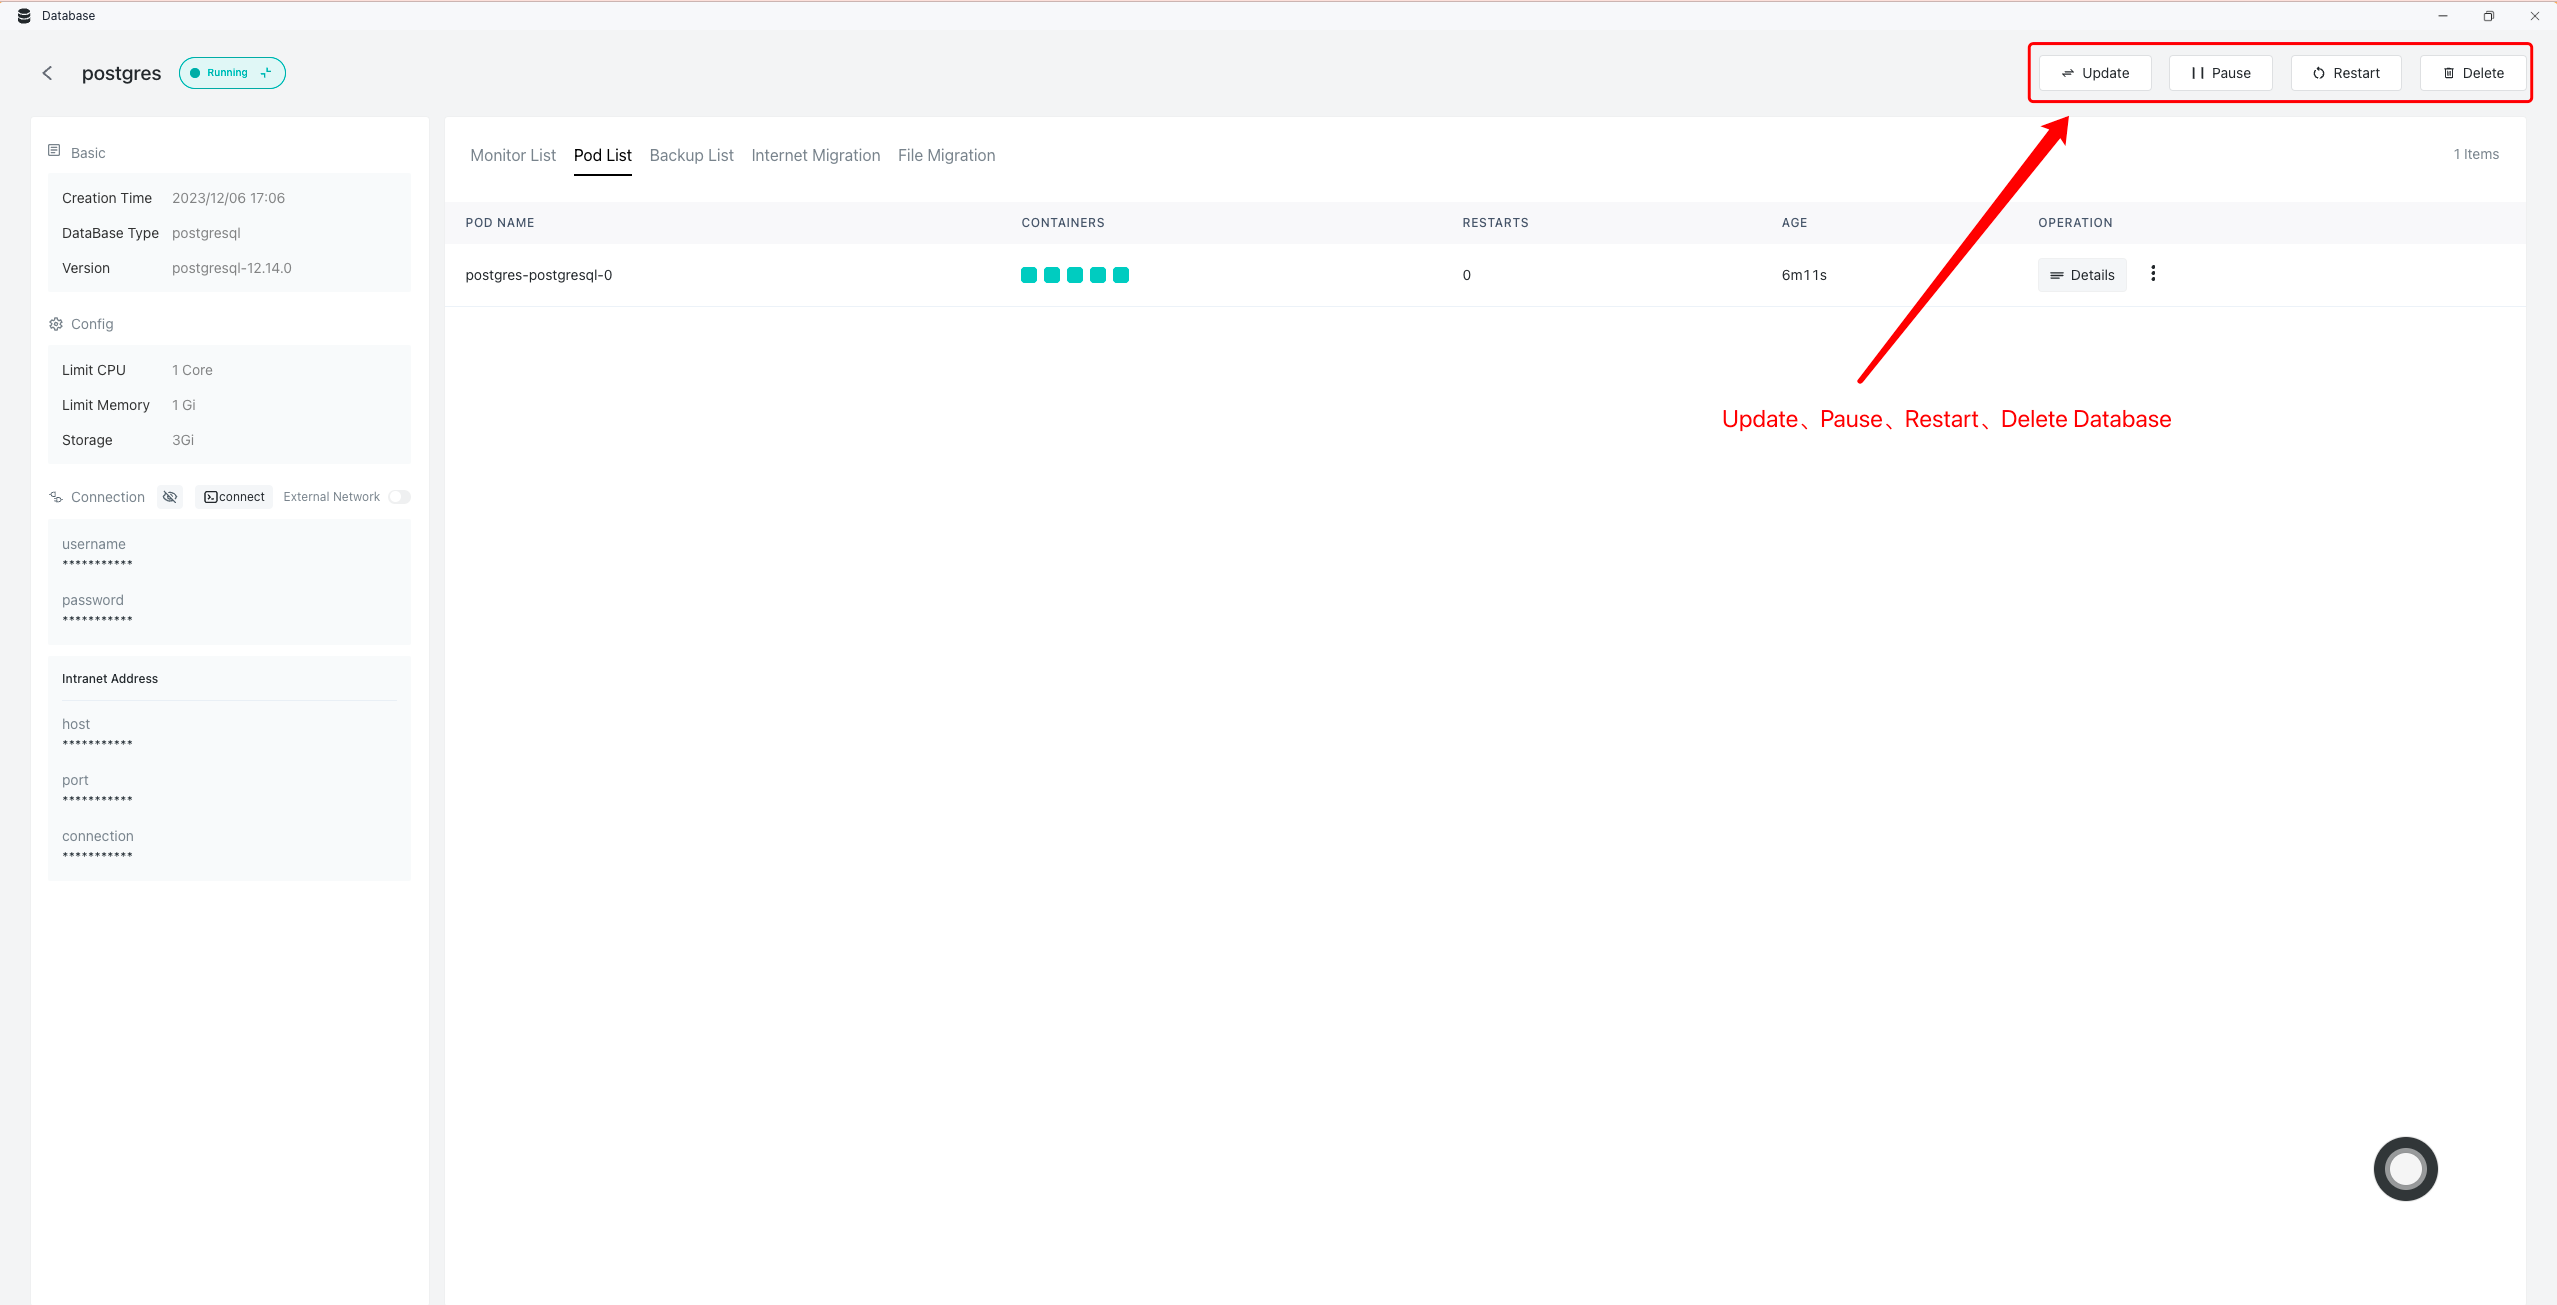 Database
postgres Running Update Pause Restart Delete
Basic
Creation Time 2023/12/06 17:06
DataBase Type postgresql
Version postgresql-12.14.0
Config
Limit CPU 1 Core
Limit Memory 1 Gi
Storage 3Gi
Connection connect External Network
username
***********
password
***********
Intranet Address
host
***********
port
***********
connection
***********
Monitor List Pod List Backup List Internet Migration File Migration 1 Items
POD NAME CONTAINERS RESTARTS AGE OPERATION
postgres-postgresql-0 0 6m11s Details
Update、Pause、Restart、Delete Database